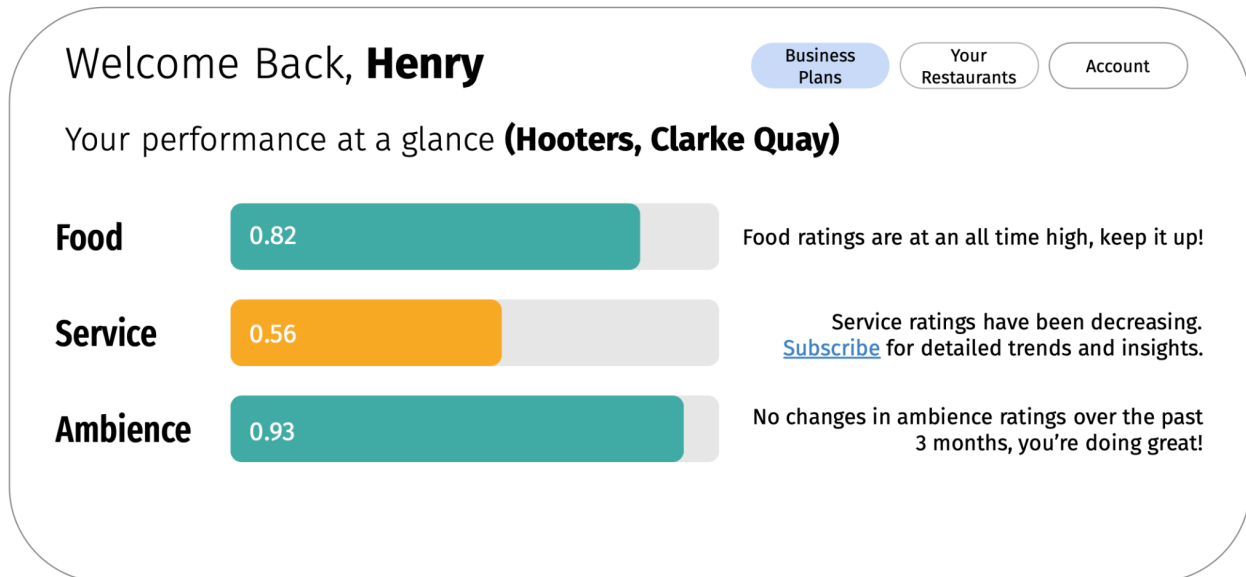 Welcome Back, Henry
Business
Plans
Your
Restaurants
Account
Your performance at a glance (Hooters, Clarke Quay)
Food
0.82
Food ratings are at an all time high, keep it up!
Service
0.56
Service ratings have been decreasing.
Subscribe for detailed trends and insights.
Ambience
0.93
No changes in ambience ratings over the past
3 months, you’re doing great!